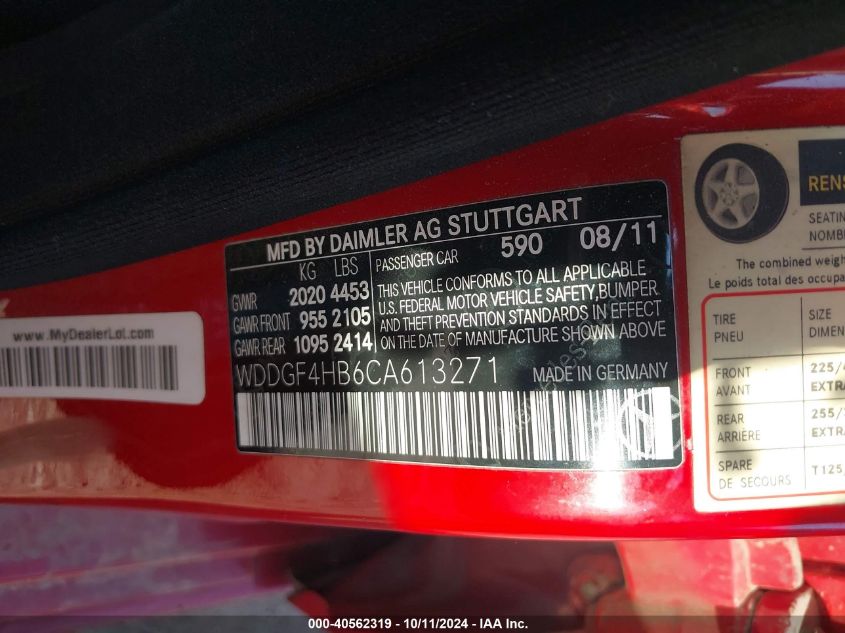 MFD BY DAIMLER AG STUTTGART
KG LBS
GVWR 2020 4453
GAWR FRONT 955 2105
GAWR REAR 1095 2414
PASSENGER CAR 590 08/11
THIS VEHICLE CONFORMS TO ALL APPLICABLE
U.S. FEDERAL MOTOR VEHICLE SAFETY,BUMPER
AND THEFT PREVENTION STANDARDS IN EFFECT
ON DATE OF MANUFACTURE SHOWN ABOVE
WDDGF4HB6CA613271
MADE IN GERMANY
www.MyDealerLot.com
RENS
SEATIN
NOMB
The combined weigh
Le poids total des occupa
TIRE
PNEU
SIZE
DIMEN
FRONT
AVANT
225/4
EXTRA
REAR
ARRIÈRE
255/
EXTRA
SPARE
DE SECOURS
T125
000-40562319 - 10/11/2024 - IAA Inc.